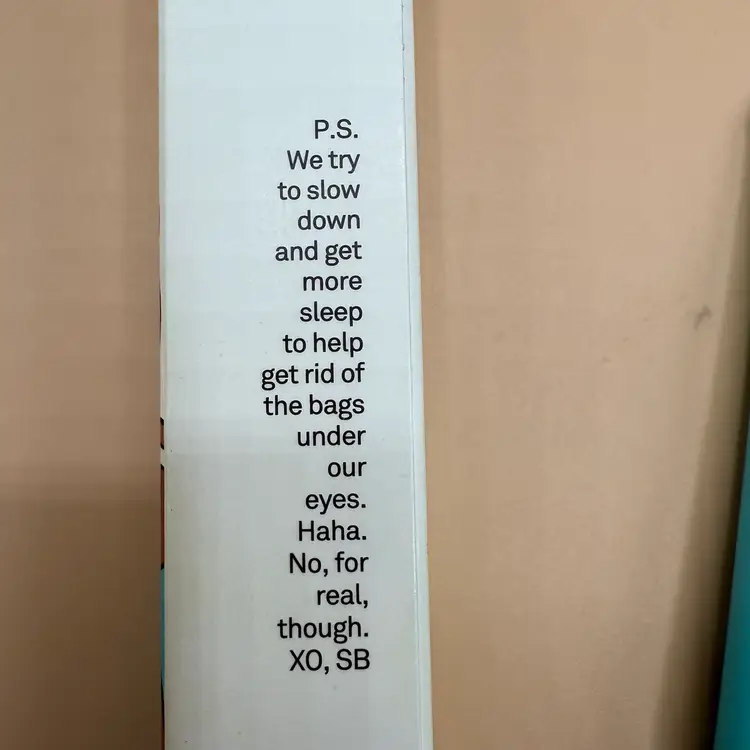 P.S.
We try
to slow
down
and get
more
sleep
to help
get rid of
the bags
under
our
eyes.
Haha.
No, for
real,
though.
XO, SB